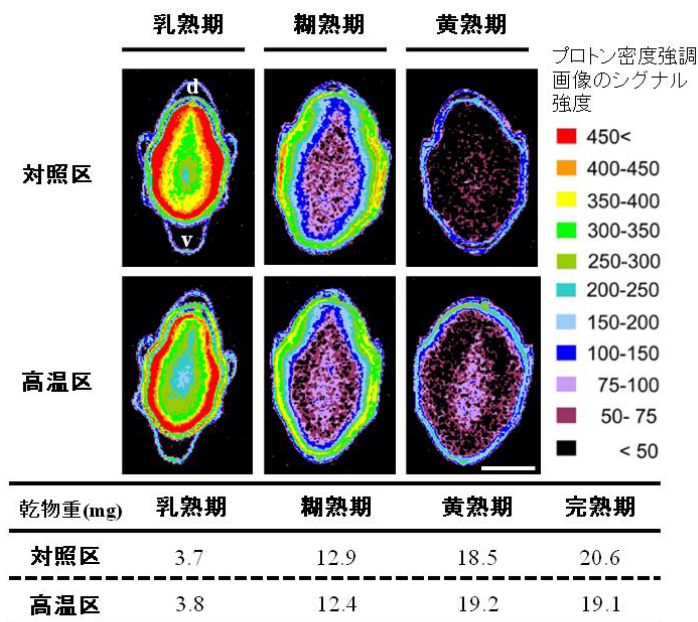 乳熟期 糊熟期 黄熟期
プロトン密度強調
画像のシグナル
強度
対照区
d
v
450<
400-450
350-400
300-350
250-300
200-250
150-200
100-150
75-100
50- 75
< 50
高温区
乾物重(mg) 乳熟期 糊熟期 黄熟期 完熟期
対照区 3.7 12.9 18.5 20.6
高温区 3.8 12.4 19.2 19.1